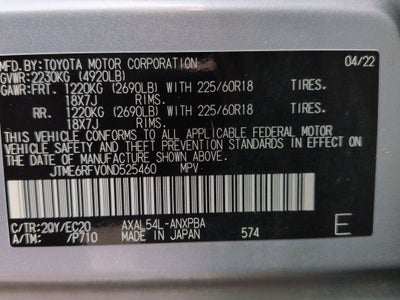 MFD.BY:TOYOTA MOTOR CORPORATION 04/22
GVWR:2230KG (4920LB)
GAWR:FRT. 1220KG (2690LB) WITH 225/60R18 TIRES.
18X7J RIMS.
RR. 1220KG (2690LB) WITH 225/60R18 TIRES.
18X7J RIMS.
THIS VEHICLE CONFORMS TO ALL APPLICABLE FEDERAL MOTOR
VEHICLE SAFETY AND THEFT PREVENTION STANDARDS IN EFFECT
ON THE DATE OF MANUFACTURE SHOWN ABOVE.
JTME6RFV0ND525460 MPV
C/TR:2QY/EC20 AXAL54L-ANXPBA
A/TM: /P710 MADE IN JAPAN 574 E